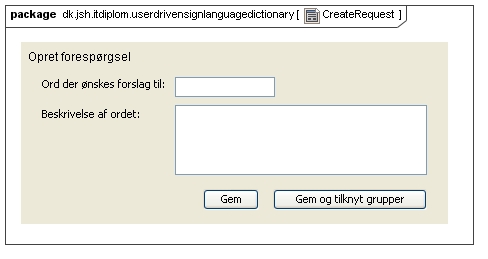 package dk.jsh.itdiplom.userdrivensignlanguagedictionary [ CreateRequest ]
Opret forespørgsel
Ord der ønskes forslag til:
Beskrivelse af ordet:
Gem Gem og tilknyt grupper